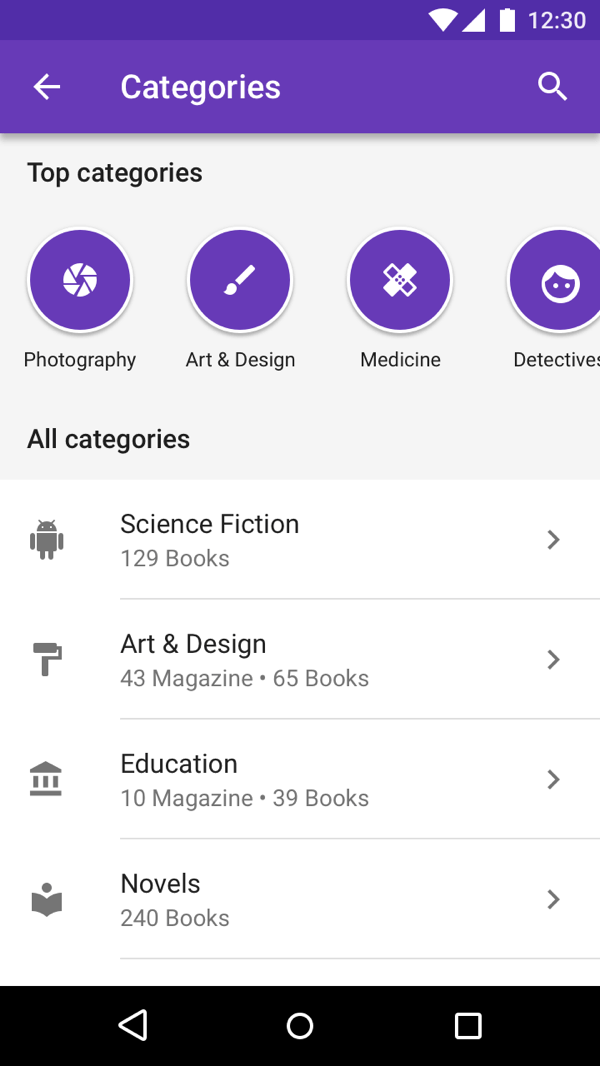 12:30
Categories
Top categories
Photography
Art & Design
Medicine
Detectives
All categories
Science Fiction
129 Books
Art & Design
43 Magazine • 65 Books
Education
10 Magazine • 39 Books
Novels
240 Books